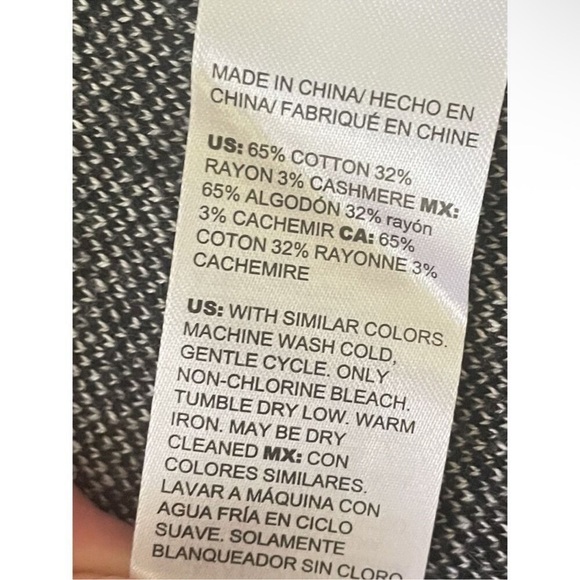 MADE IN CHINA/ HECHO EN
CHINA/ FABRIQUÉ EN CHINE
US: 65% COTTON 32%
RAYON 3% CASHMERE MX:
65% ALGODÓN 32% rayón
3% CACHEMIR CA: 65%
COTON 32% RAYONNE 3%
CACHEMIRE
US: WITH SIMILAR COLORS.
MACHINE WASH COLD,
GENTLE CYCLE. ONLY
NON-CHLORINE BLEACH.
TUMBLE DRY LOW. WARM
IRON. MAY BE DRY
CLEANED MX: CON
COLORES SIMILARES.
LAVAR A MÁQUINA CON
AGUA FRÍA EN CICLO
SUAVE. SOLAMENTE
BLANQUEADOR SIN CLORO